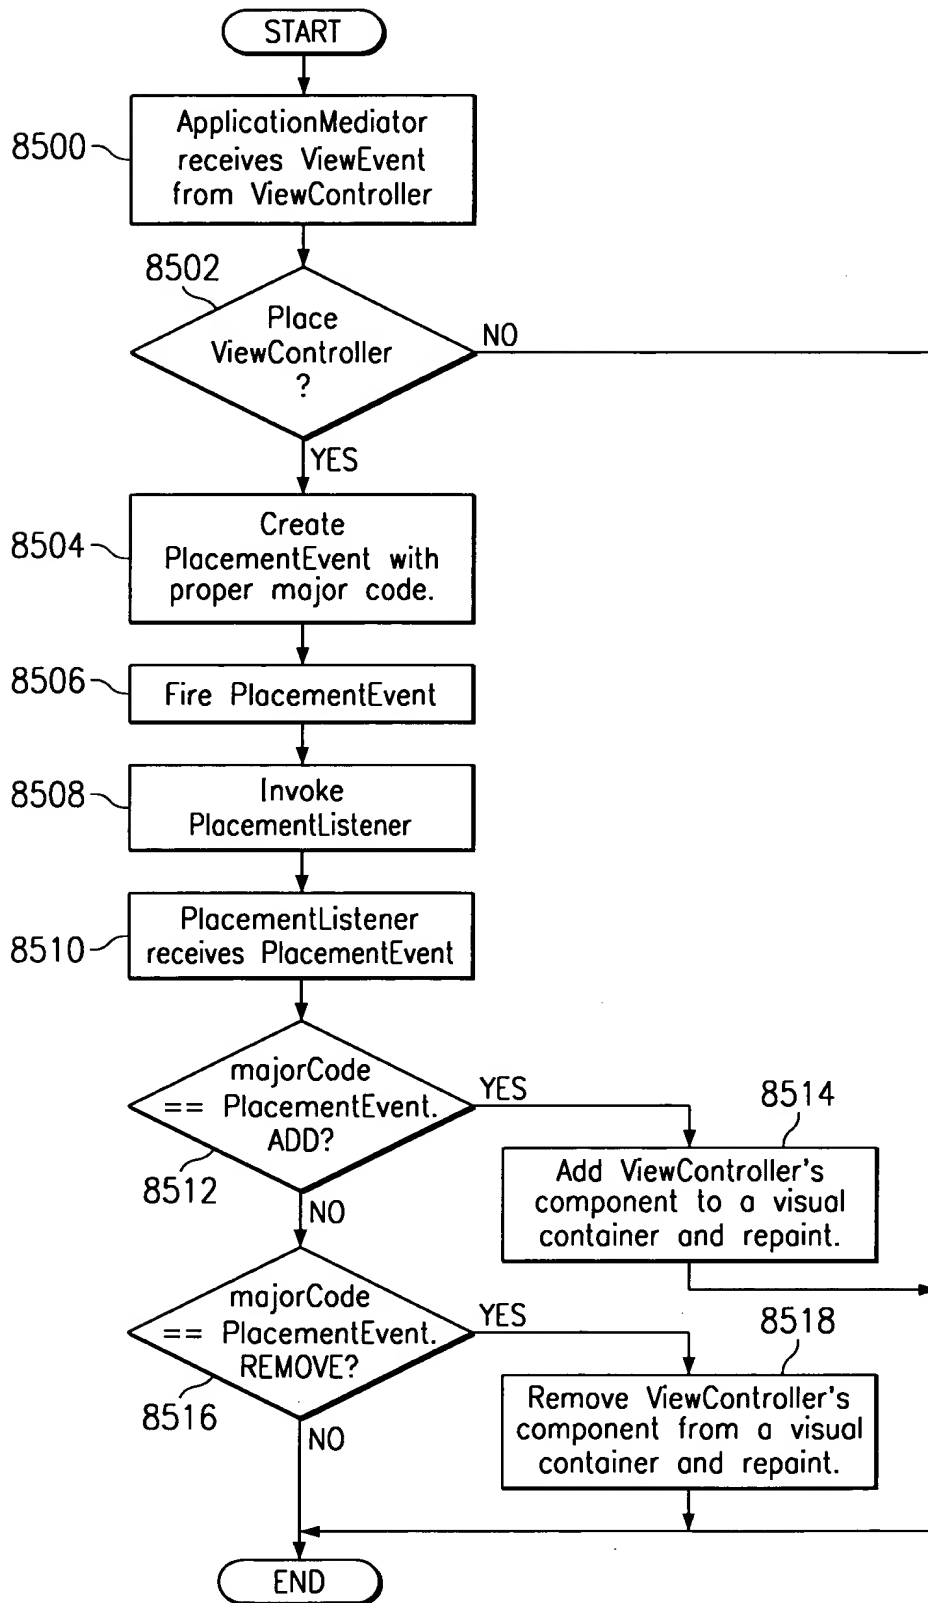 START
8500
ApplicationMediator
receives ViewEvent
from ViewController
8502
Place
ViewController
?
NO
YES
8504
Create
PlacementEvent with
proper major code.
8506
Fire PlacementEvent
8508
Invoke
PlacementListener
8510
PlacementListener
receives PlacementEvent
majorCode
== PlacementEvent.
ADD?
YES
8512
NO
8514
Add ViewController's
component to a visual
container and repaint.
majorCode
== PlacementEvent.
REMOVE?
YES
8516
NO
8518
Remove ViewController's
component from a visual
container and repaint.
END